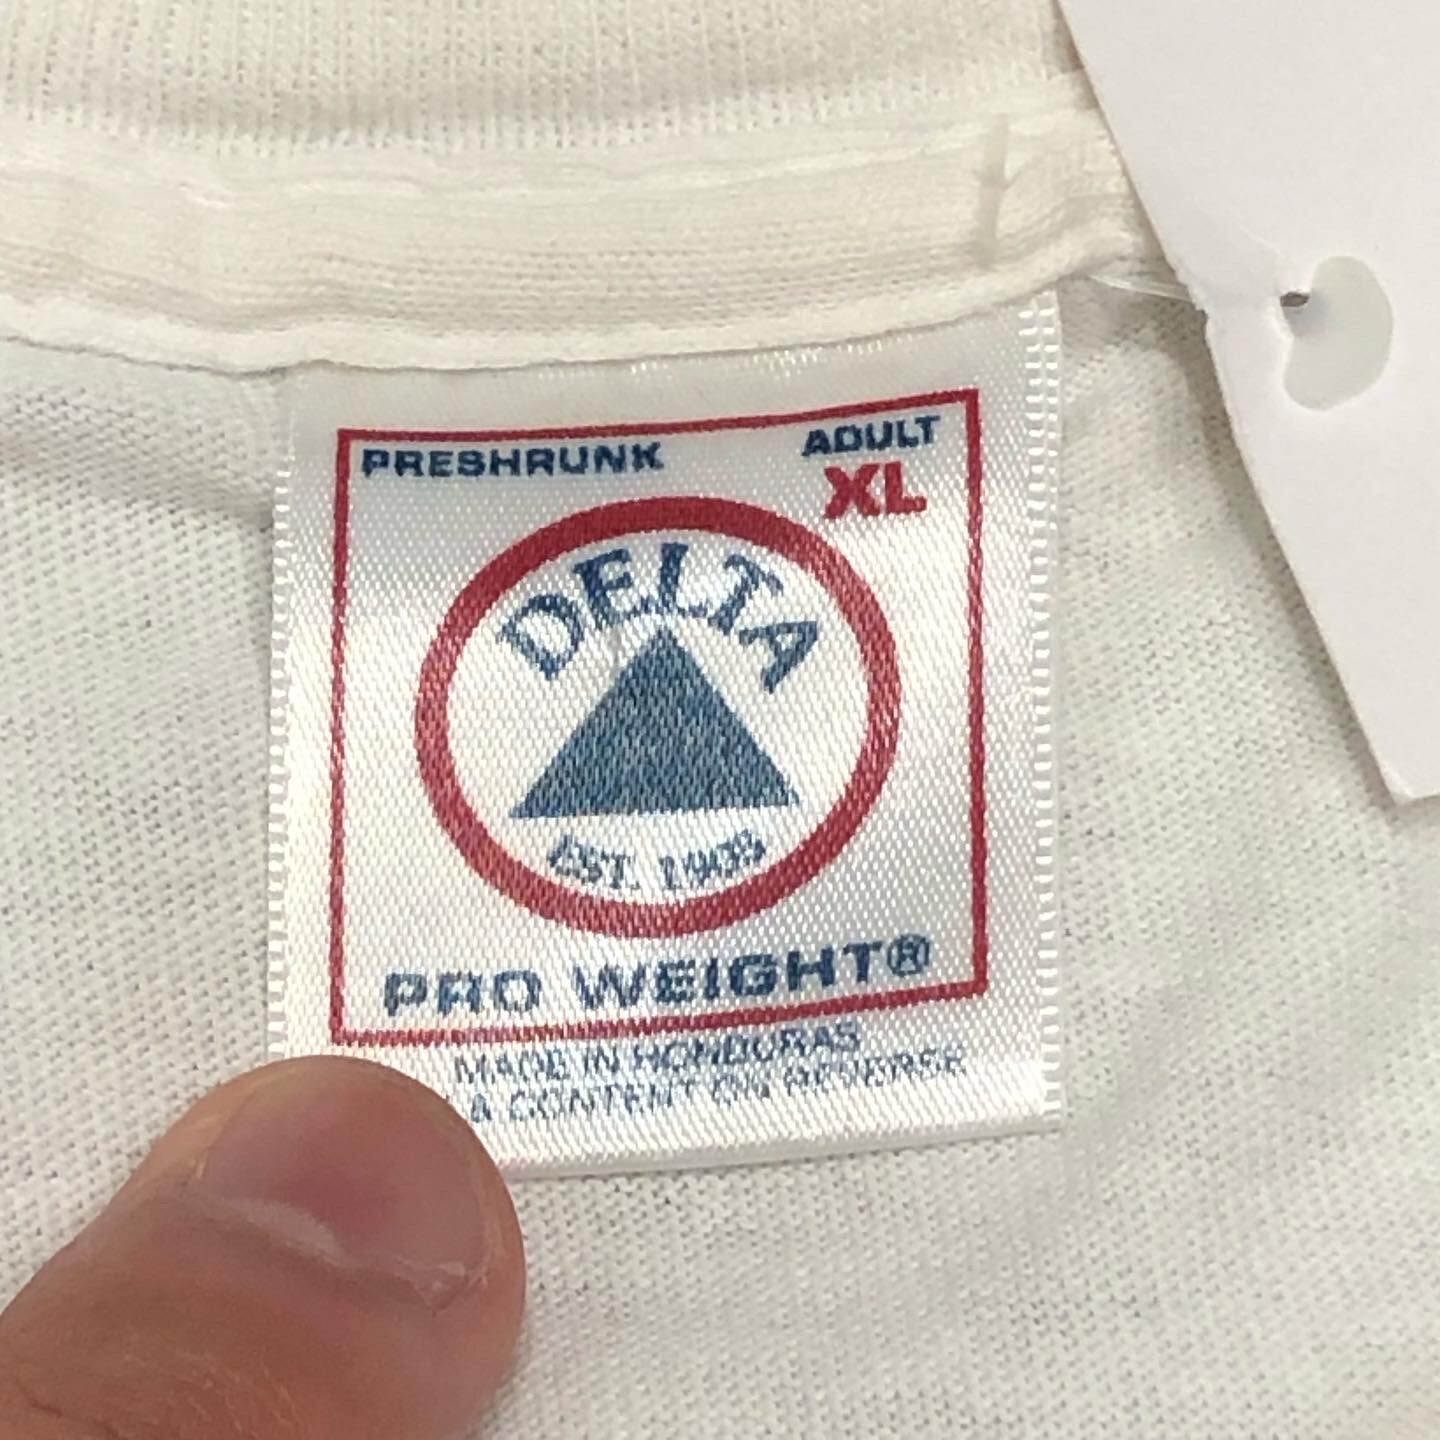 PRESHRUNK
ADULT
XL
DELTA
EST. 1903
PRO WEIGHT®
MADE IN HONDURAS
& CONTENT ON REVERSE